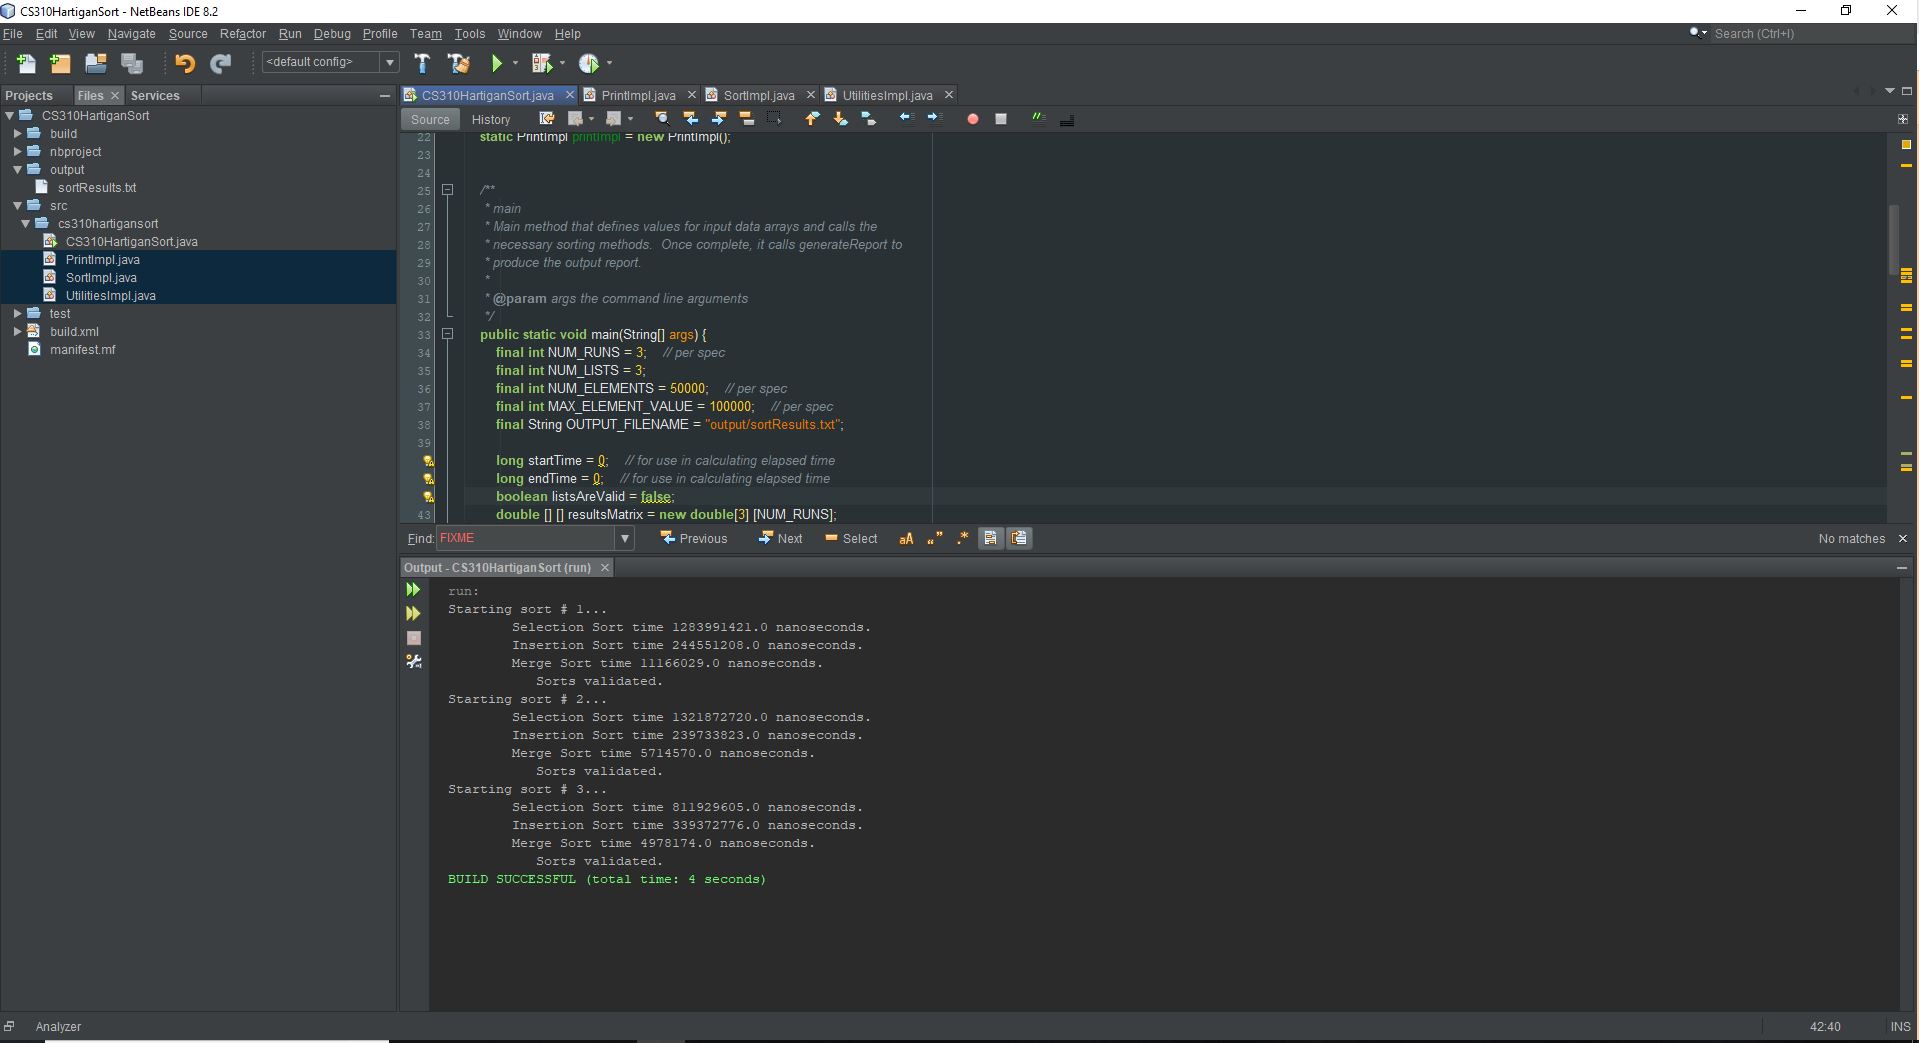 CS310HartiganSort - NetBeans IDE 8.2
File Edit View Navigate Source Refactor Run Debug Profile Team Tools Window Help
Search (Ctrl+I)
<default config>
Projects Files Services
CS310HartiganSort
build
nbproject
output
sortResults.txt
src
cs310hartigansort
CS310HartiganSort.java
PrintImpl.java
SortImpl.java
UtilitiesImpl.java
test
build.xml
manifest.mf
CS310HartiganSort.java PrintImpl.java SortImpl.java UtilitiesImpl.java
Source History
22 static PrintImpl printImpl = new PrintImpl();
23
24
25 /**
26 * main
27 * Main method that defines values for input data arrays and calls the
28 * necessary sorting methods.  Once complete, it calls generateReport to
29 * produce the output report.
30 *
31 * @param args the command line arguments
32 */
33 public static void main(String[] args) {
34 final int NUM_RUNS = 3;   // per spec
35 final int NUM_LISTS = 3;
36 final int NUM_ELEMENTS = 50000;   // per spec
37 final int MAX_ELEMENT_VALUE = 100000;   // per spec
38 final String OUTPUT_FILENAME = "output/sortResults.txt";
39
long startTime = 0;   // for use in calculating elapsed time
long endTime = 0;   // for use in calculating elapsed time
boolean listsAreValid = false;
43 double [] [] resultsMatrix = new double[3] [NUM_RUNS];
Find: FIXME Previous Next Select aA No matches
Output - CS310HartiganSort (run)
run:
Starting sort # 1...
Selection Sort time 1283991421.0 nanoseconds.
Insertion Sort time 244551208.0 nanoseconds.
Merge Sort time 11166029.0 nanoseconds.
Sorts validated.
Starting sort # 2...
Selection Sort time 1321872720.0 nanoseconds.
Insertion Sort time 239733823.0 nanoseconds.
Merge Sort time 5714570.0 nanoseconds.
Sorts validated.
Starting sort # 3...
Selection Sort time 811929605.0 nanoseconds.
Insertion Sort time 339372776.0 nanoseconds.
Merge Sort time 4978174.0 nanoseconds.
Sorts validated.
BUILD SUCCESSFUL (total time: 4 seconds)
Analyzer 42:40 INS